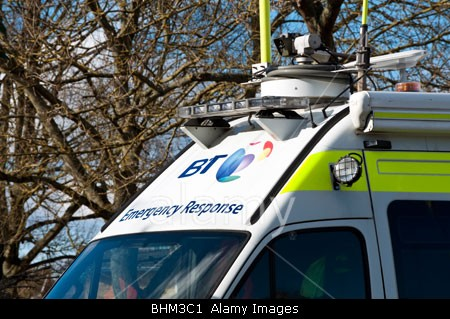 BT
Emergency Response
BHM3C1 Alamy Images